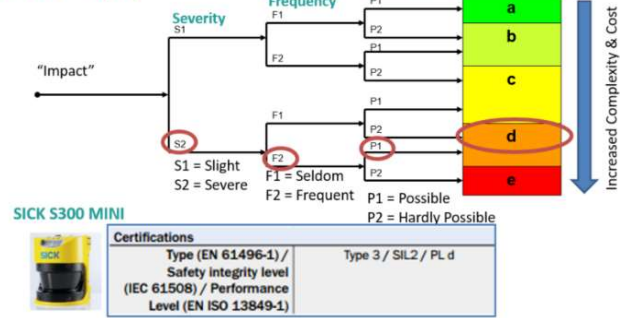 Frequency
P1
a
Severity
S1
F1
P2
b
P1
"Impact"
F2
P2
c
P1
F1
P2
d
S2
P1
F2
S1 = Slight
F1 = Seldom
P2
e
S2 = Severe
F2 = Frequent
P1 = Possible
P2 = Hardly Possible
Increased Complexity & Cost
SICK S300 MINI
SICK
Certifications
Type (EN 61496-1) / Type 3 / SIL2 / PL d
Safety integrity level
(IEC 61508) / Performance
Level (EN ISO 13849-1)